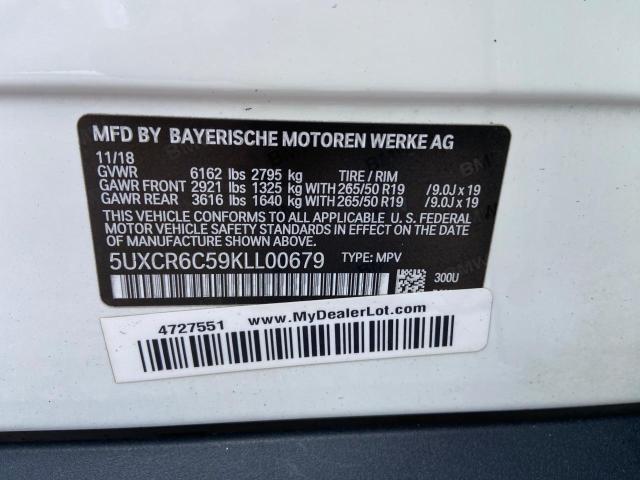 MFD BY BAYERISCHE MOTOREN WERKE AG
11/18
GVWR 6162 lbs 2795 kg TIRE / RIM
GAWR FRONT 2921 lbs 1325 kg WITH 265/50 R19 /9.0J x 19
GAWR REAR 3616 lbs 1640 kg WITH 265/50 R19 /9.0J x 19
THIS VEHICLE CONFORMS TO ALL APPLICABLE U. S. FEDERAL
MOTOR VEHICLE SAFETY STANDARDS IN EFFECT ON THE
DATE OF MANUFACTURE SHOWN ABOVE.
5UXCR6C59KLL00679 TYPE: MPV
300U
4727551 www.MyDealerLot.com